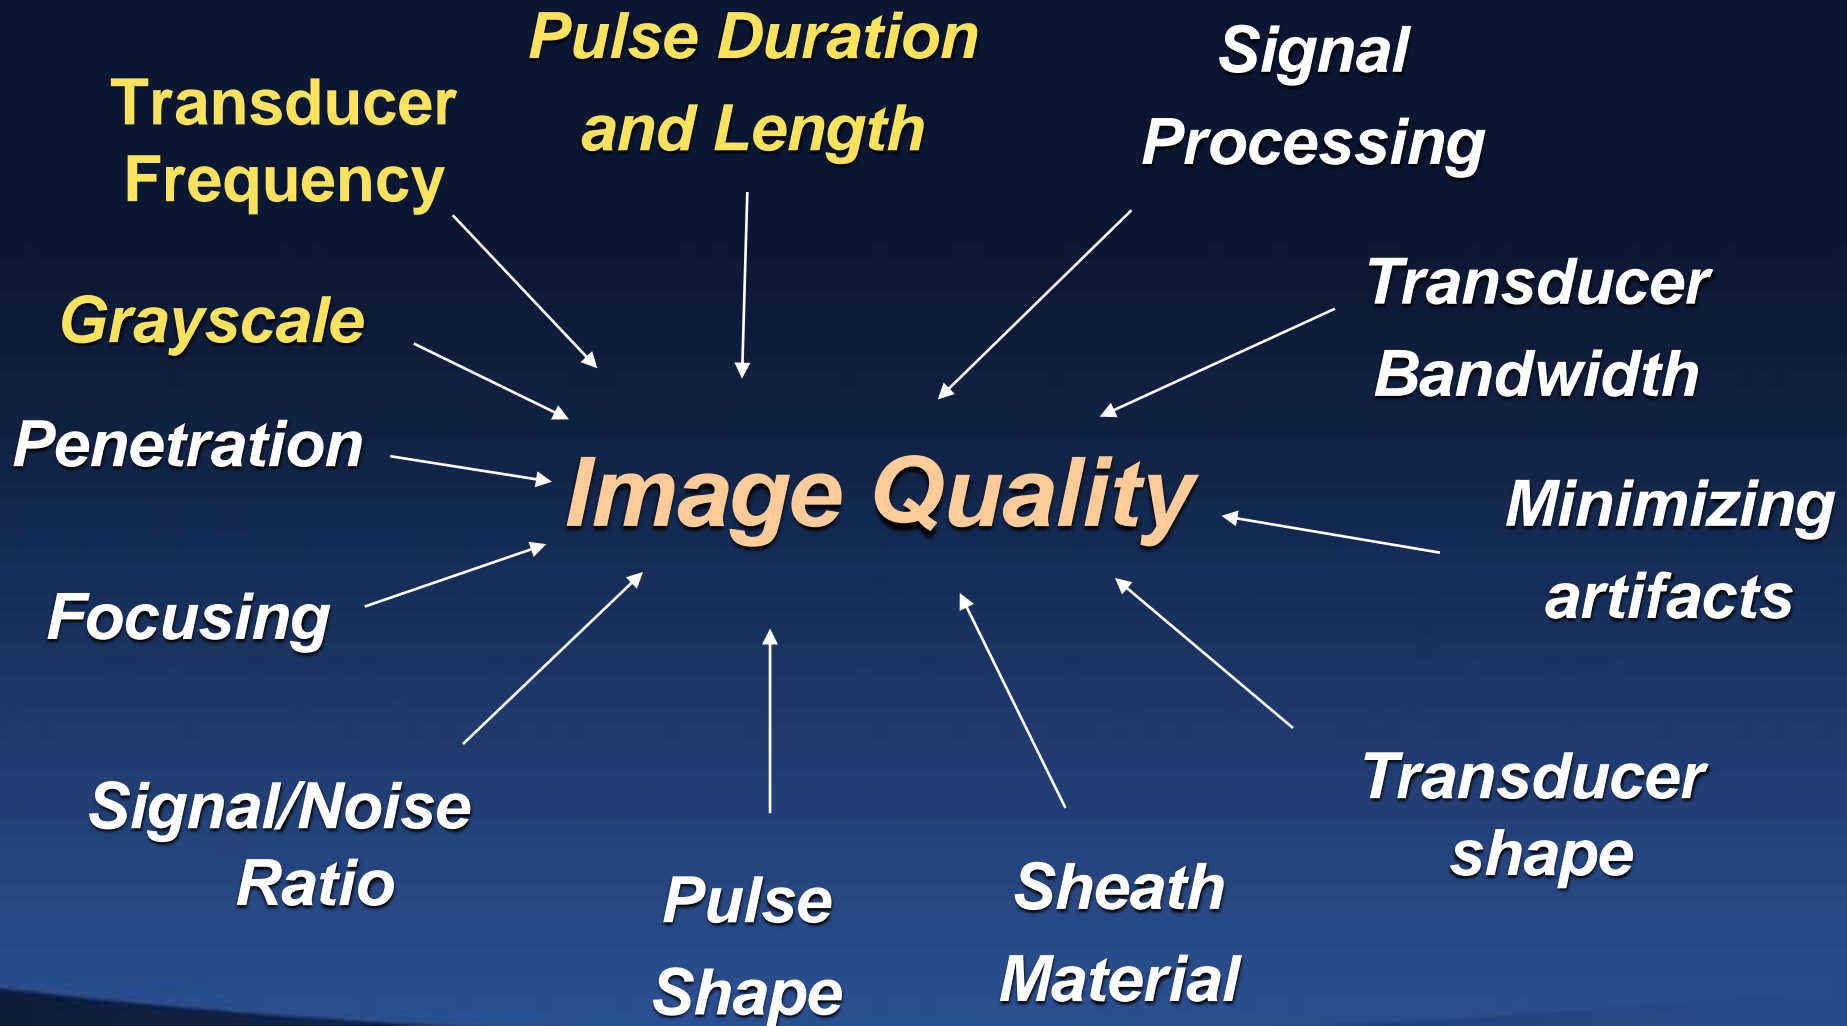 Pulse Duration
and Length
Signal
Processing
Transducer
Frequency
Transducer
Bandwidth
Grayscale
Penetration
Image Quality
Minimizing
artifacts
Focusing
Transducer
shape
Signal/Noise
Ratio
Pulse
Shape
Sheath
Material